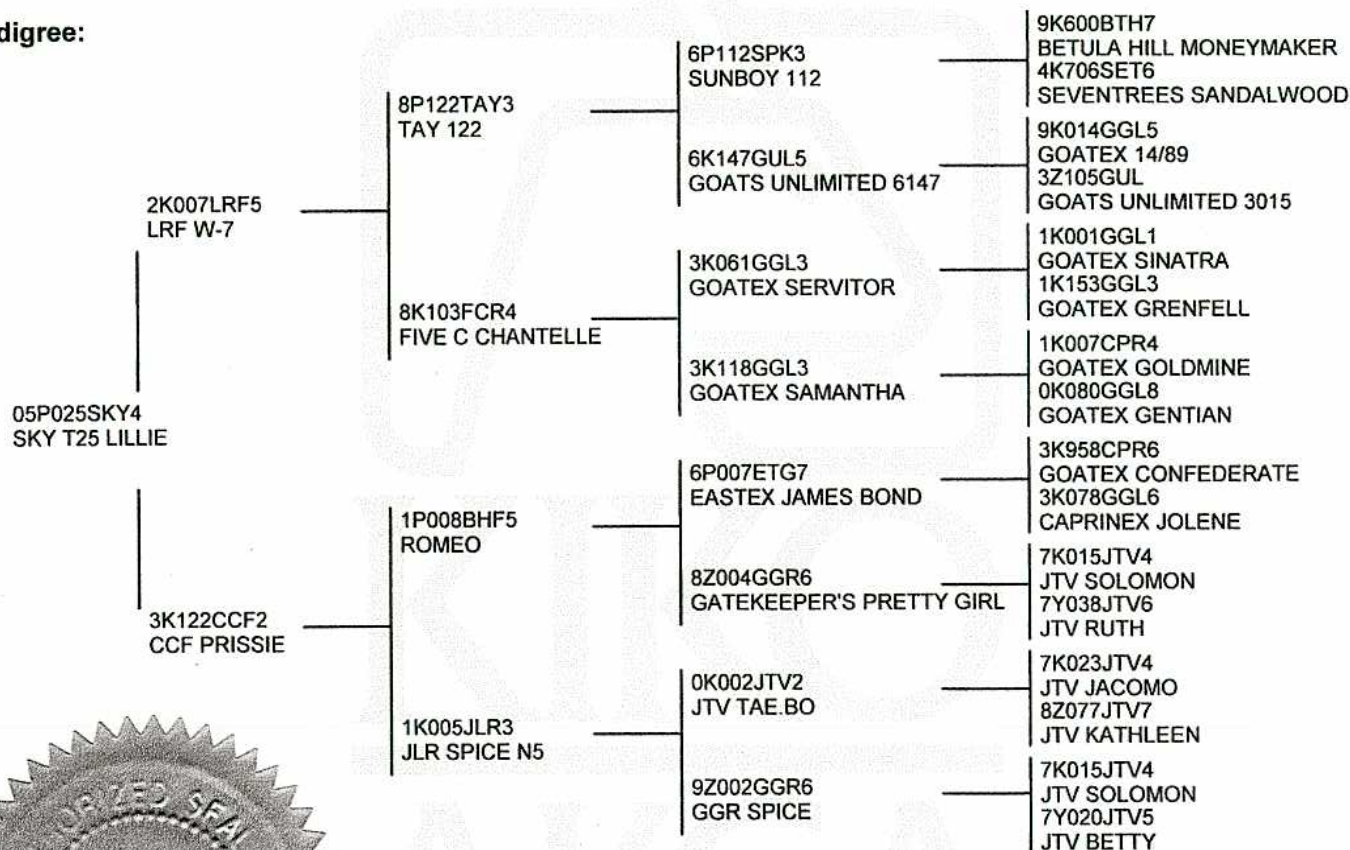 digree:
05P025SKY4
SKY T25 LILLIE
2K007LRF5
LRF W-7
3K122CCF2
CCF PRISSIE
8P122TAY3
TAY 122
8K103FCR4
FIVE C CHANTELLE
1P008BHF5
ROMEO
1K005JLR3
JLR SPICE N5
6P112SPK3
SUNBOY 112
6K147GUL5
GOATS UNLIMITED 6147
3K061GGL3
GOATEX SERVITOR
3K118GGL3
GOATEX SAMANTHA
6P007ETG7
EASTEX JAMES BOND
8Z004GGR6
GATEKEEPER'S PRETTY GIRL
0K002JTV2
JTV TAE.BO
9Z002GGR6
GGR SPICE
9K600BTH7
BETULA HILL MONEYMAKER
4K706SET6
SEVENTREES SANDALWOOD
9K014GGL5
GOATEX 14/89
3Z105GUL
GOATS UNLIMITED 3015
1K001GGL1
GOATEX SINATRA
1K153GGL3
GOATEX GRENFELL
1K007CPR4
GOATEX GOLDMINE
0K080GGL8
GOATEX GENTIAN
3K958CPR6
GOATEX CONFEDERATE
3K078GGL6
CAPRINEX JOLENE
7K015JTV4
JTV SOLOMON
7Y038JTV6
JTV RUTH
7K023JTV4
JTV JACOMO
8Z077JTV7
JTV KATHLEEN
7K015JTV4
JTV SOLOMON
7Y020JTV5
JTV BETTY
KIKO
SEAL